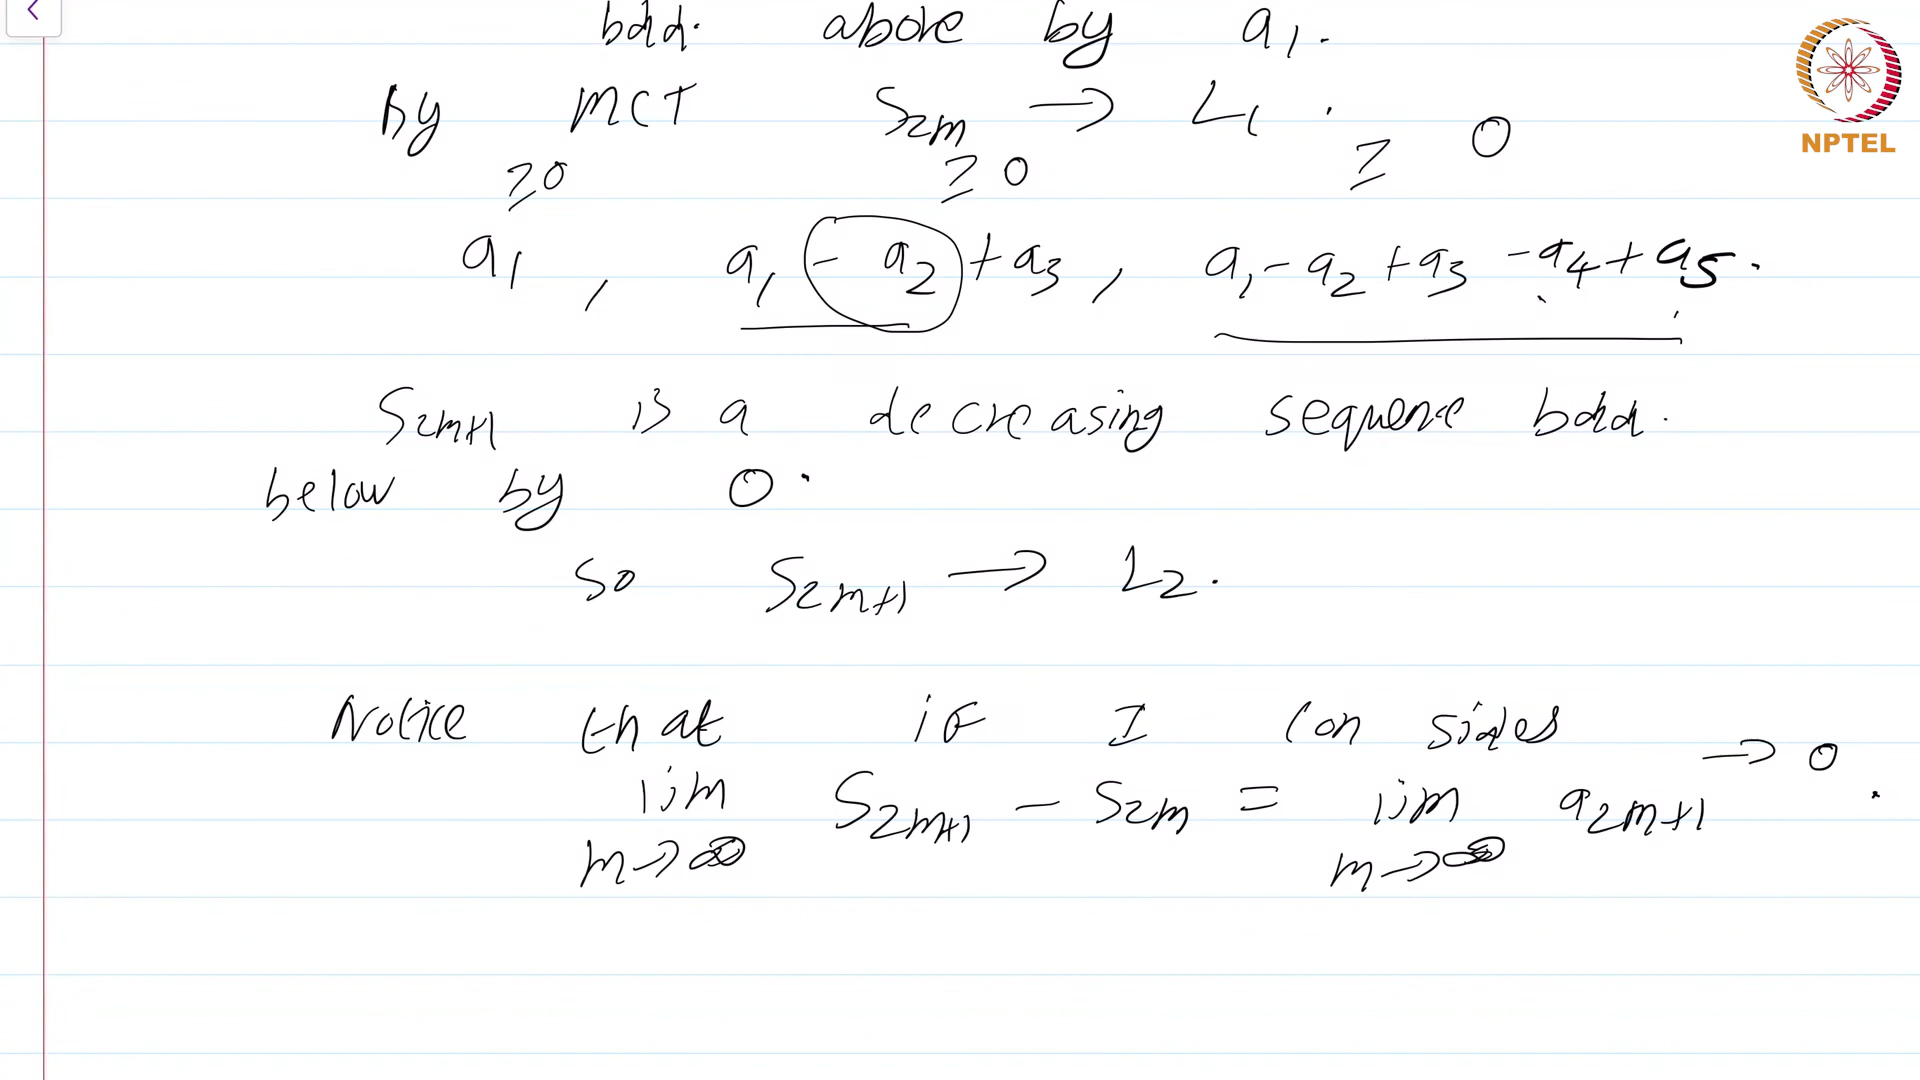 bdd. above by a₁.
NPTEL
By MCT S₂ₘ → L₁.
≥0 ≥ 0 ≥ 0
a₁, a₁ - a₂ + a₃, a₁ - a₂ + a₃ - a₄ + a₅.
S₂ₘ₊₁ is a decreasing sequence bdd.
below by 0.
so S₂ₘ₊₁ → L₂.
Notice that if I consider
lim S₂ₘ₊₁ - S₂ₘ = lim a₂ₘ₊₁ → 0.
m→∞ m→∞